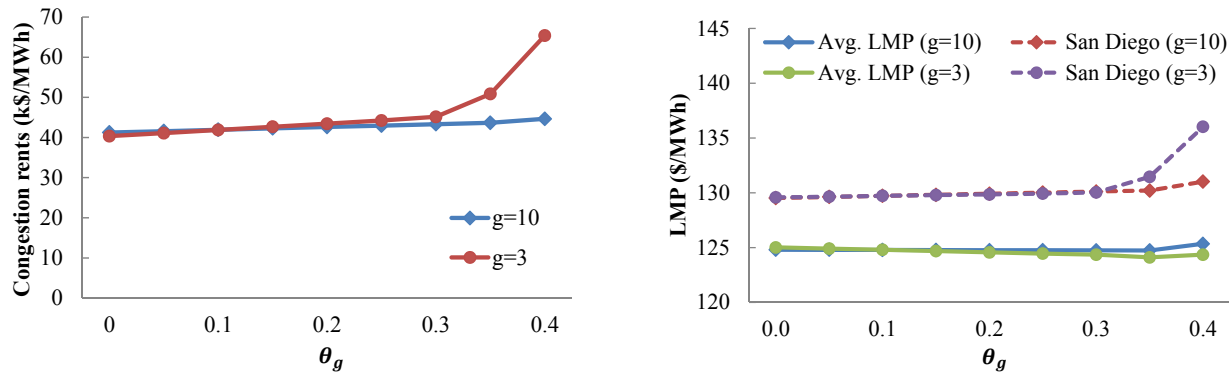 Congestion rents (k$/MWh)
70
60
50
40
30
20
10
0
g=10
g=3
0 0.1 0.2 0.3 0.4
θg
LMP ($/MWh)
145
140
135
130
125
120
Avg. LMP (g=10) San Diego (g=10)
Avg. LMP (g=3) San Diego (g=3)
0.0 0.1 0.2 0.3 0.4
θg